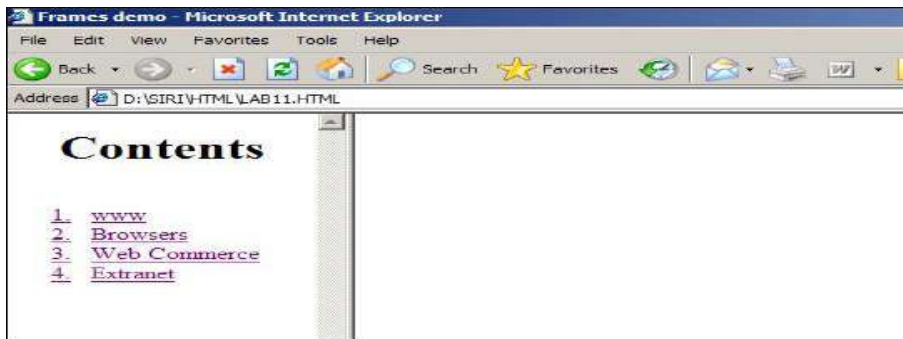 Frames demo - Microsoft Internet Explorer
File Edit View Favorites Tools Help
Back Search Favorites W
Address D:\SIRI\HTML\LAB11.HTML
Contents
1. www
2. Browsers
3. Web Commerce
4. Extranet